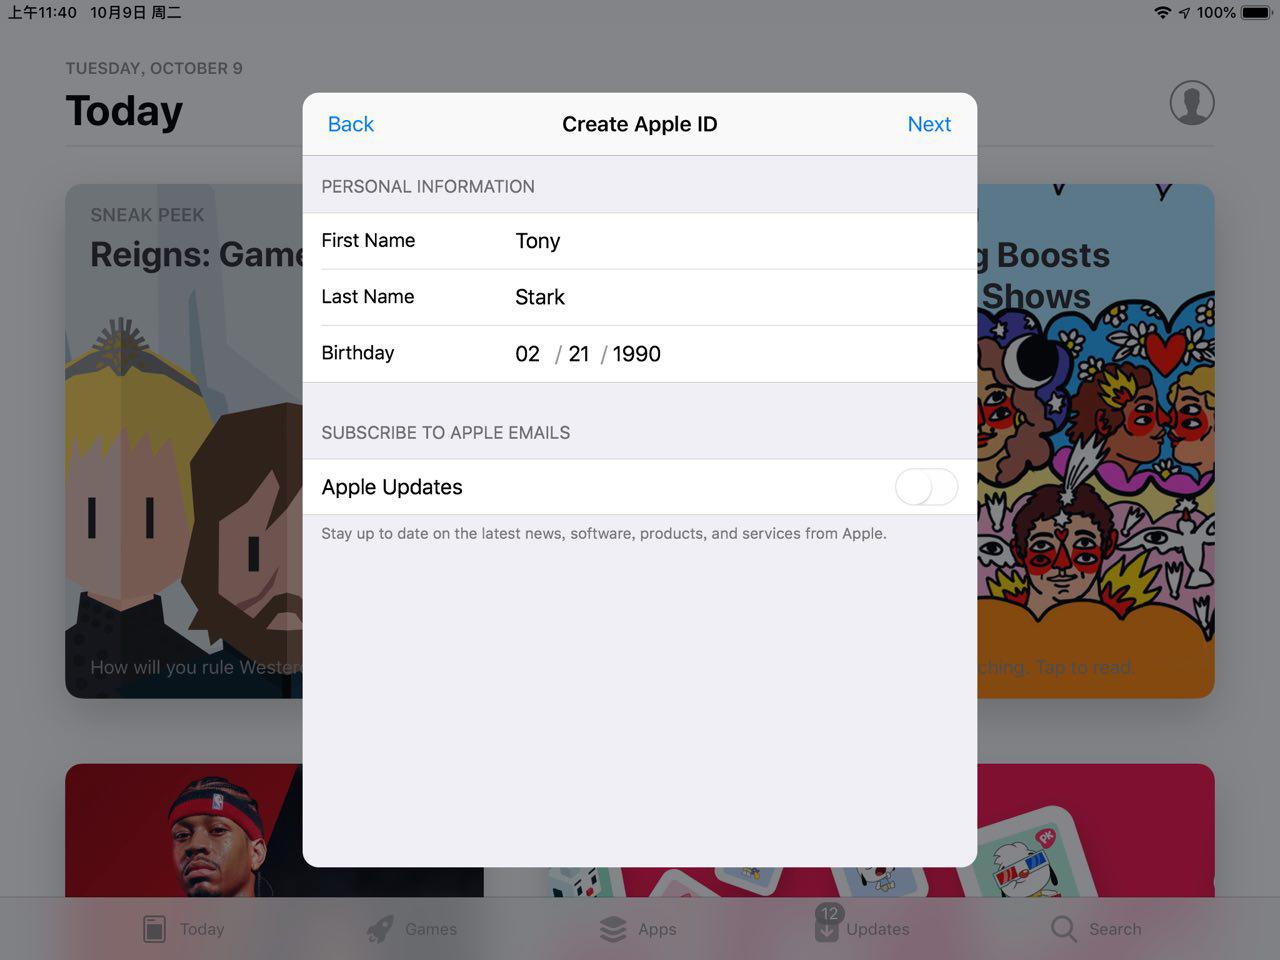 上午11:40 10月9日 周二
100%
TUESDAY, OCTOBER 9
Today
Back
Create Apple ID
Next
PERSONAL INFORMATION
First Name Tony
Last Name Stark
Birthday 02 / 21 / 1990
SUBSCRIBE TO APPLE EMAILS
Apple Updates
Stay up to date on the latest news, software, products, and services from Apple.
SNEAK PEEK
Reigns: Game
How will you rule Wester
Boosts
Shows
ching. Tap to read.
PK
Today
Games
Apps
12
Updates
Search